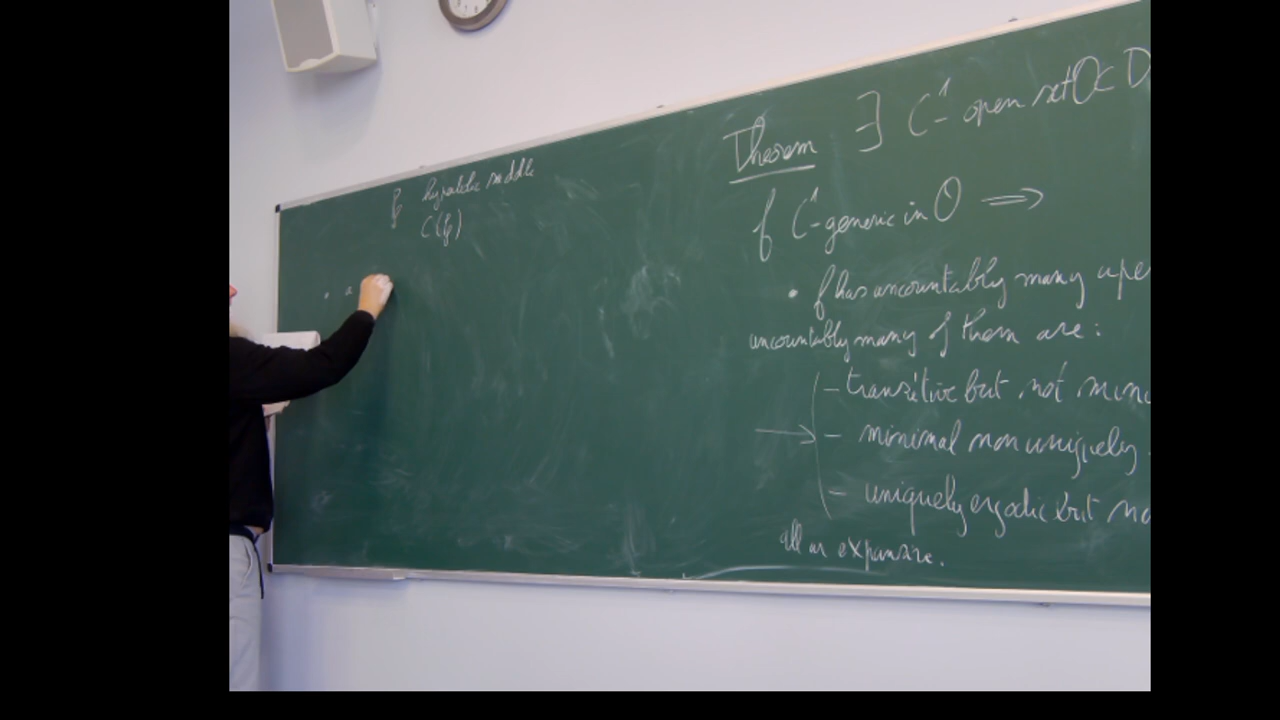 hyperbolic saddle
C(p)
• a
Theorem ∃ C¹- open set O ⊂ D
f C¹-generic in O ⟹
• f has uncountably many ape
uncountably many of them are :
- transitive but not mini
→ - minimal non uniquely
- uniquely ergodic but no
all are expansive.